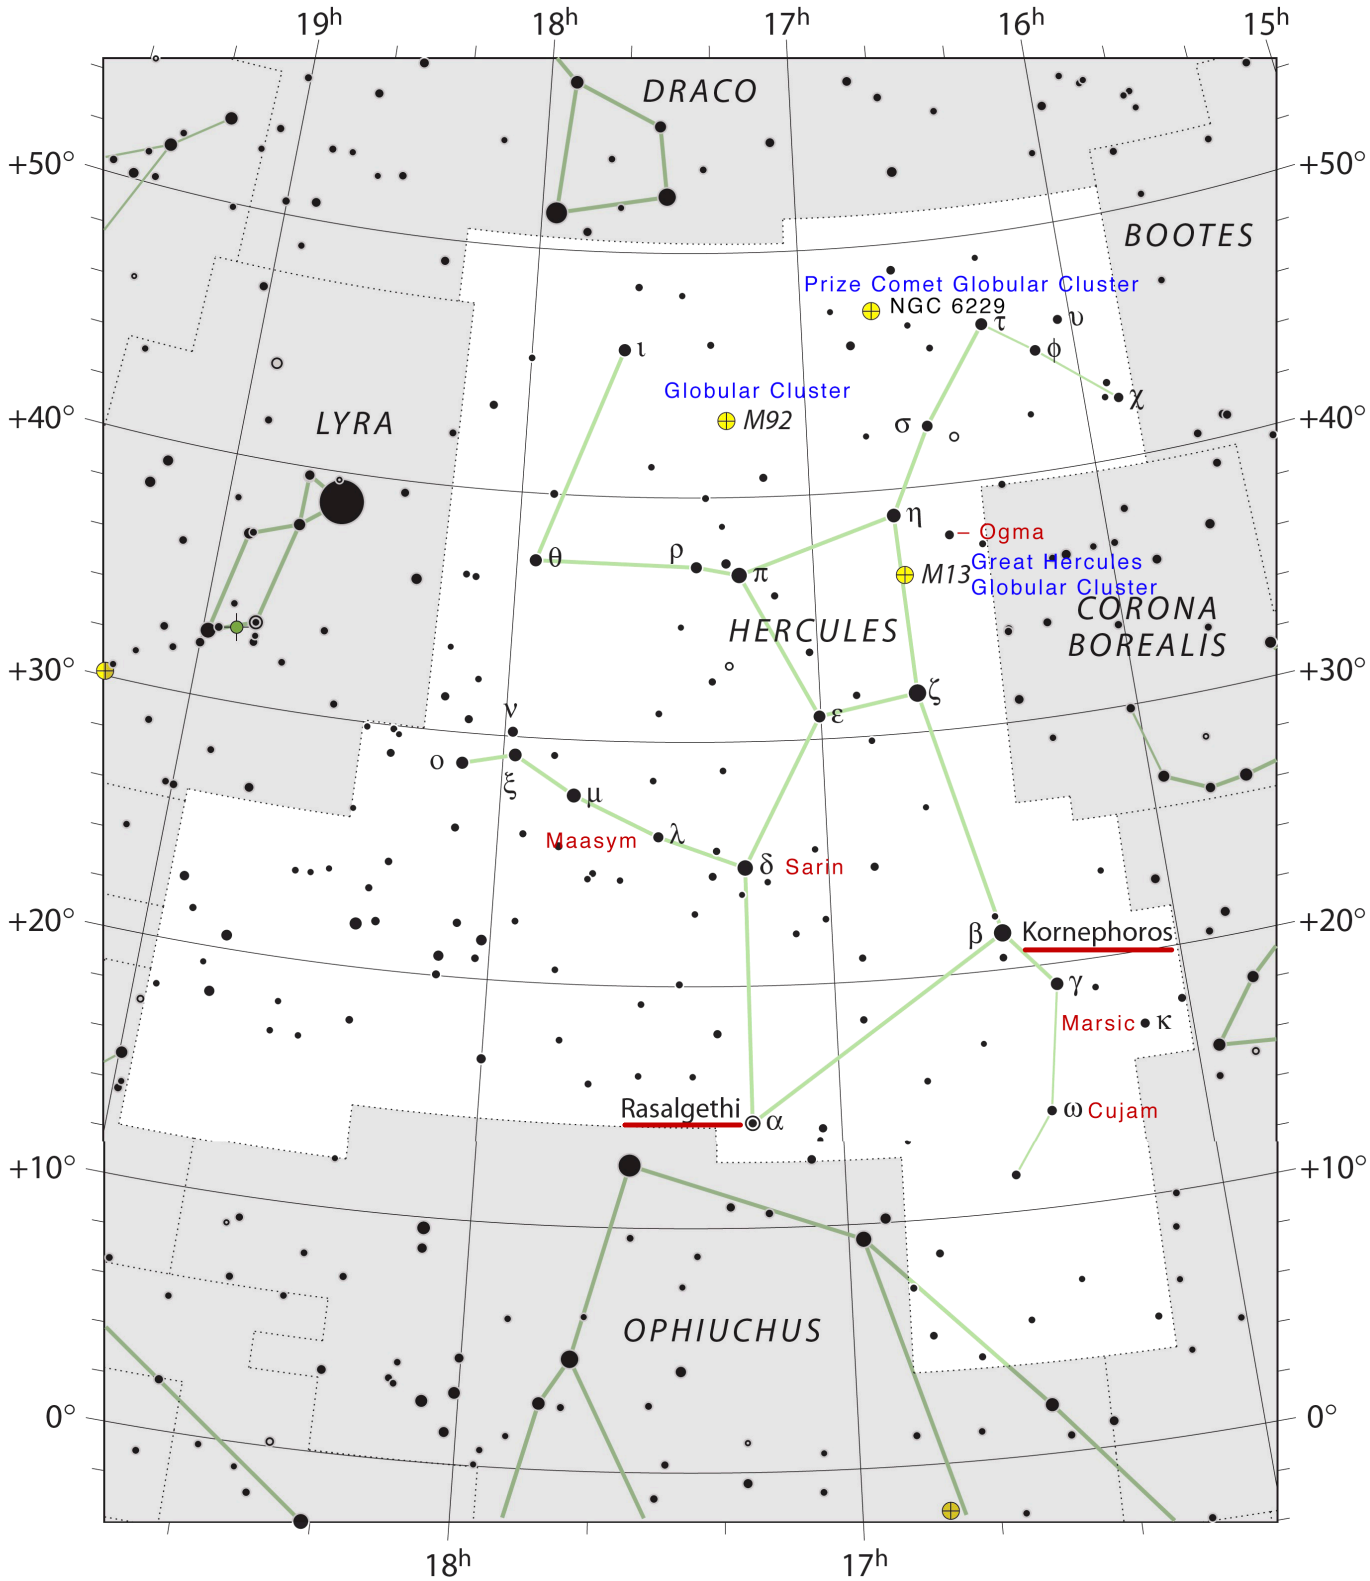 19h 18h 17h 16h 15h
DRACO
+50° +50°
BOOTES
Prize Comet Globular Cluster
NGC 6229
τ υ
ι φ
Globular Cluster
χ
LYRA M92 σ
+40° +40°
η
Ogma
θ ρ π M13 Great Hercules
Globular Cluster
CORONA
HERCULES BOREALIS
+30° +30°
ζ
ν ε
ο
ξ μ
Maasym λ
δ Sarin
+20° β Kornephoros +20°
γ
Marsic κ
Rasalgethi α ω Cujam
+10° +10°
OPHIUCHUS
0° 0°
18h 17h